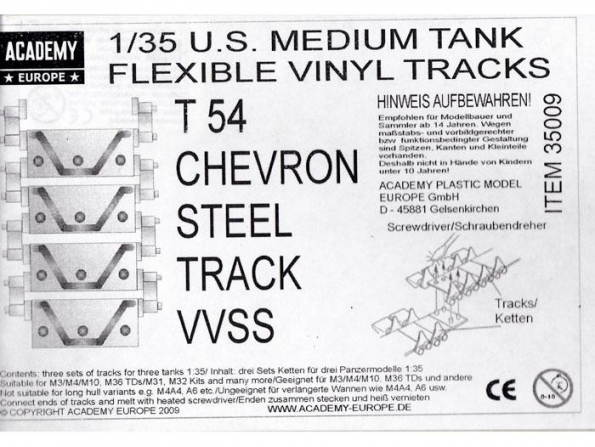 ACADEMY
★ EUROPE ★
1/35 U.S. MEDIUM TANK
FLEXIBLE VINYL TRACKS
T 54
CHEVRON
STEEL
TRACK
VVSS
HINWEIS AUFBEWAHREN!
Empfohlen für Modellbauer und
Sammler ab 14 Jahren. Wegen
maßstabs- und vorbildgerechter
bzw funktionsbedingter Gestaltung
sind Spitzen, Kanten und Kleinteile
vorhanden.
Deshalb nicht in Hände von Kindern
unter 10 Jahren!
ACADEMY PLASTIC MODEL
EUROPE GmbH
D - 45881 Gelsenkirchen
ITEM 35009
Screwdriver/Schraubendreher
Tracks/
Ketten
Contents: three sets of tracks for three tanks 1:35/ Inhalt: drei Sets Ketten für drei Panzermodelle 1:35
Suitable for M3/M4/M10, M36 TDs/M31, M32 Kits and many more/Geeignet für M3/M4/M10, M36 TDs und andere
Not suitable for long hull variants e.g. M4A4, A6 etc./Ungeeignet für verlängerte Wannen wie M4A4, A6 usw.
Connect ends of tracks and melt with heated screwdriver/Enden zusammen stecken und heiß vernieten
© COPYRIGHT ACADEMY EUROPE 2009
WWW.ACADEMY-EUROPE.DE
CE
0-10